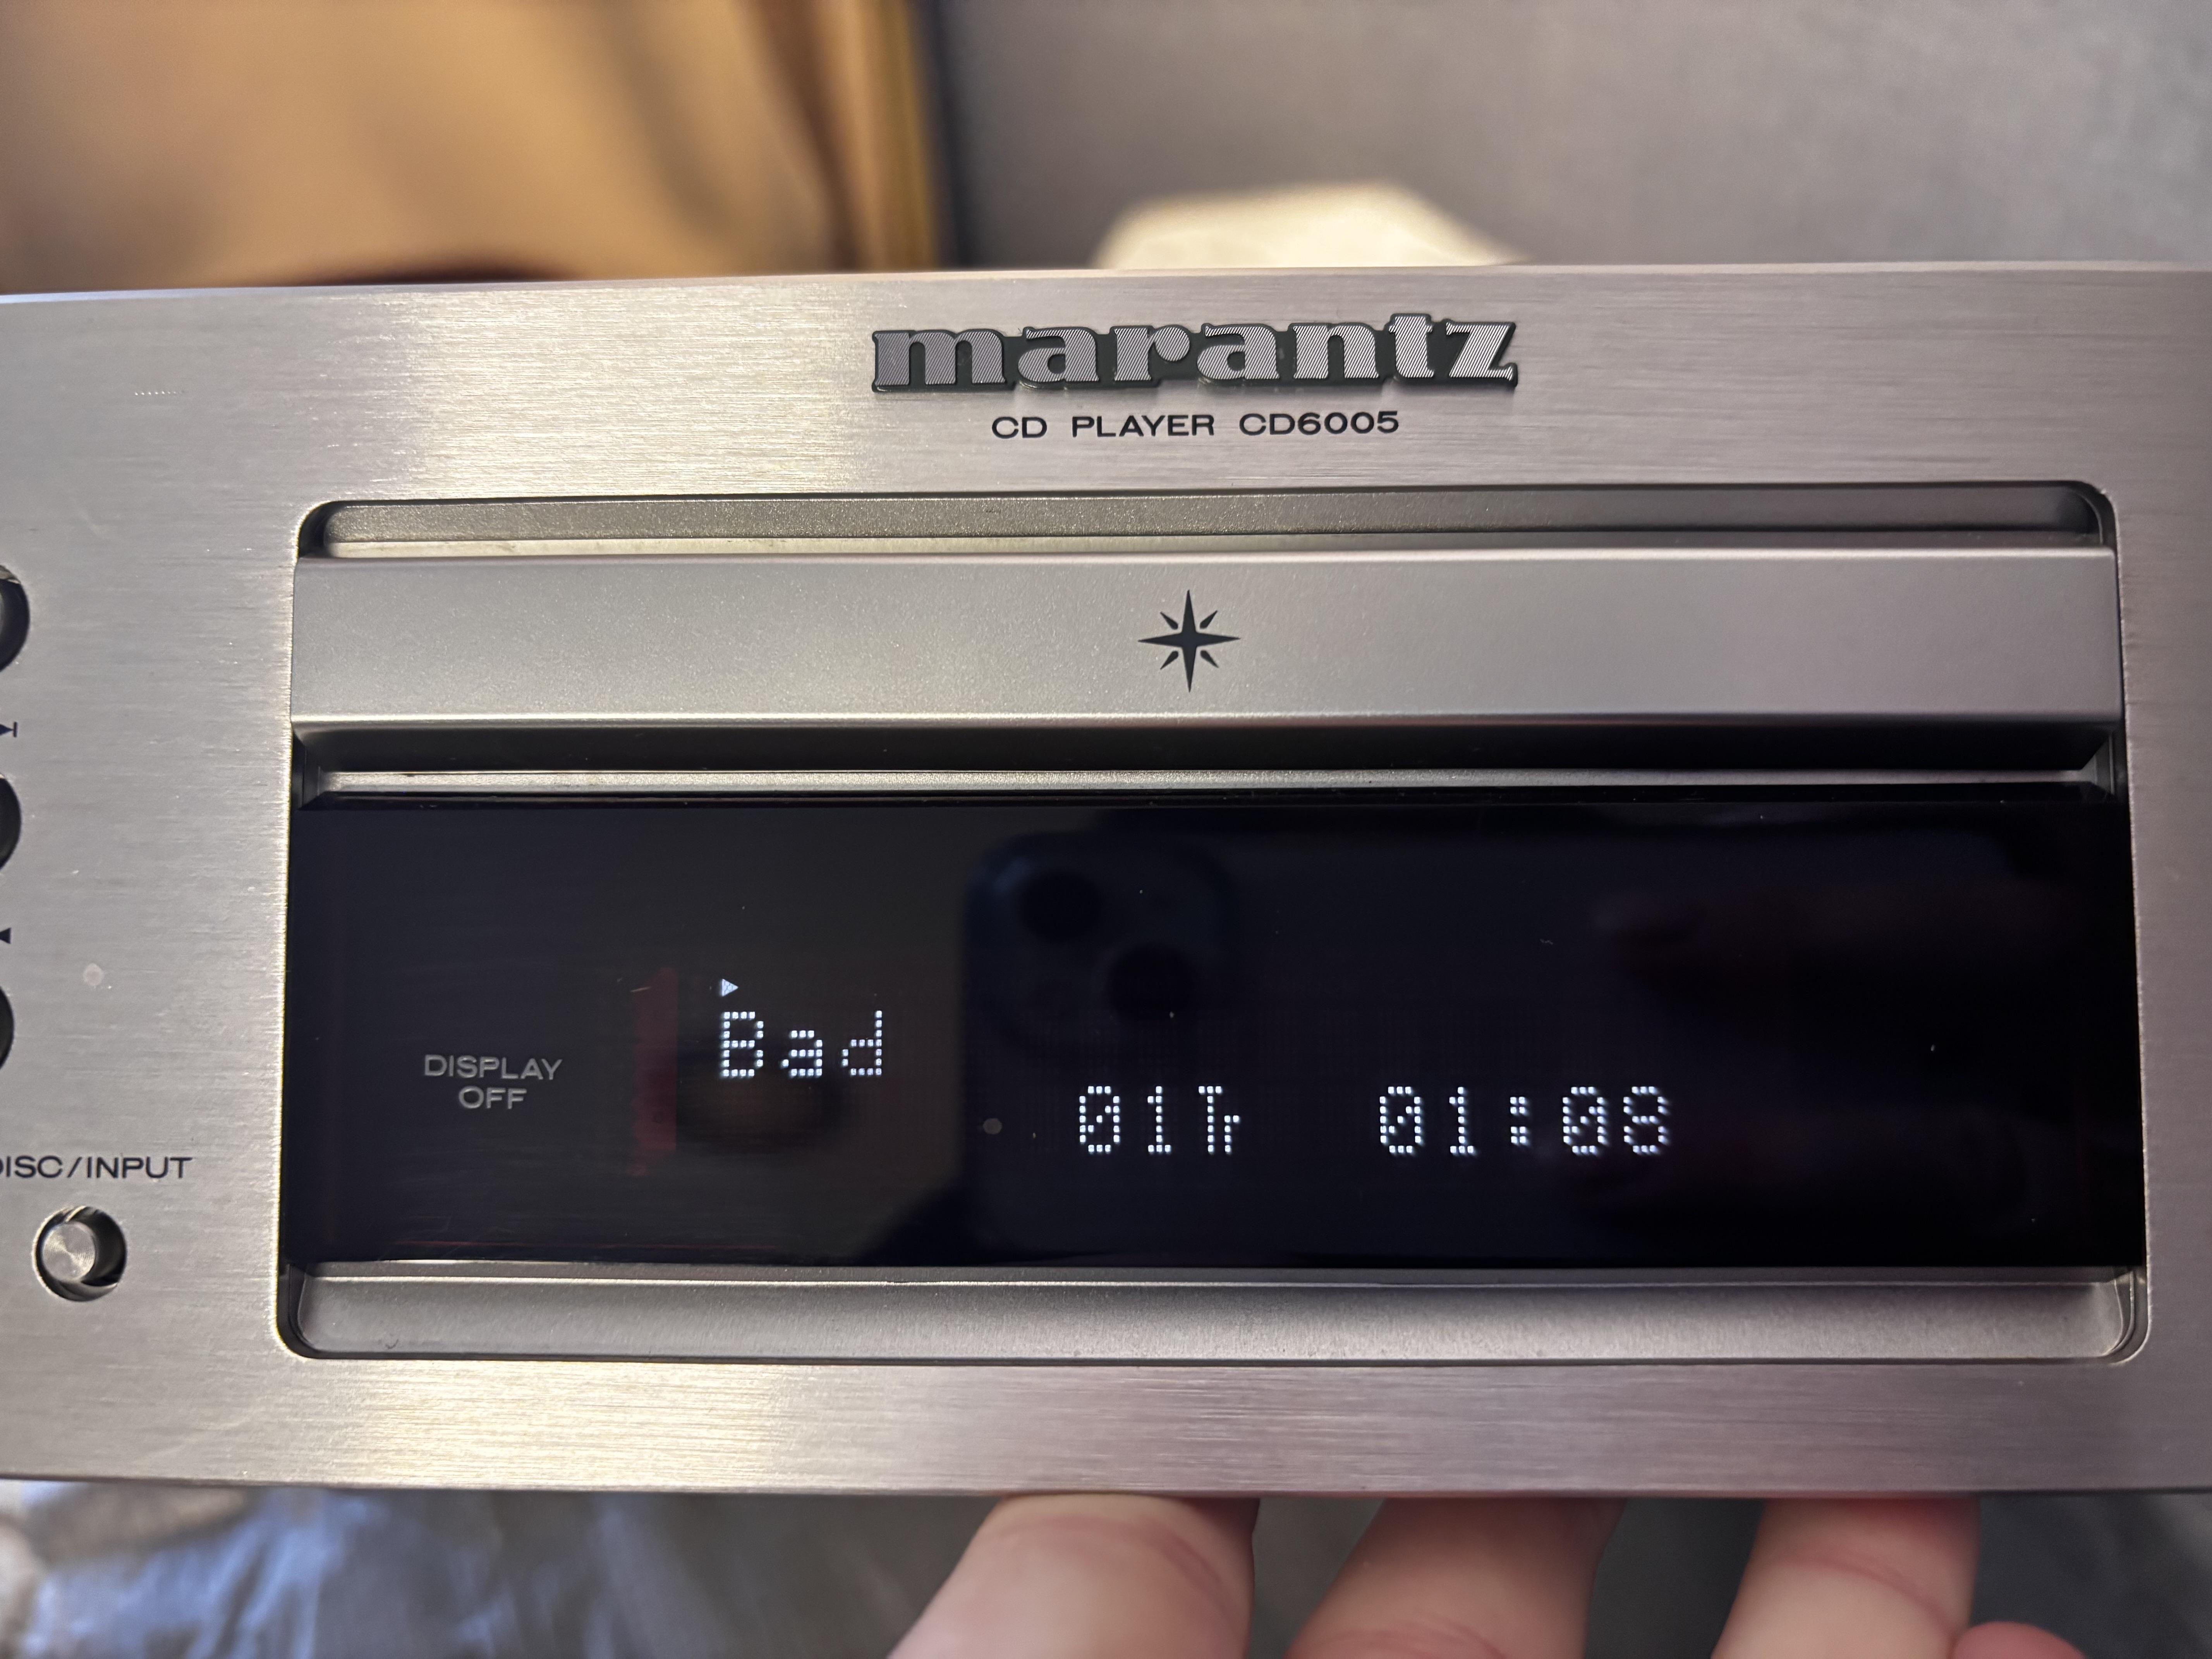 marantz
CD PLAYER CD6005
Bad
DISPLAY
OFF
01Tr 01:08
DISC/INPUT